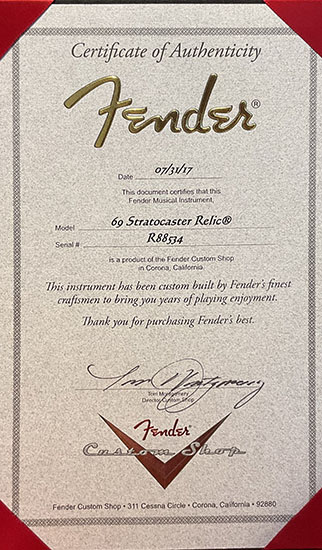 Certificate of Authenticity
Fender®
Date 07/31/17
This document certifies that this
Fender Musical Instrument,
Model 69 Stratocaster Relic®
Serial # R88534
is a product of the Fender Custom Shop
in Corona, California.
This instrument has been custom built by Fender's finest
craftsmen to bring you years of playing enjoyment.
Thank you for purchasing Fender's best.
Tom Montgomery
Director Custom Shop
Fender
Custom Shop
Fender Custom Shop • 311 Cessna Circle • Corona, California • 92880